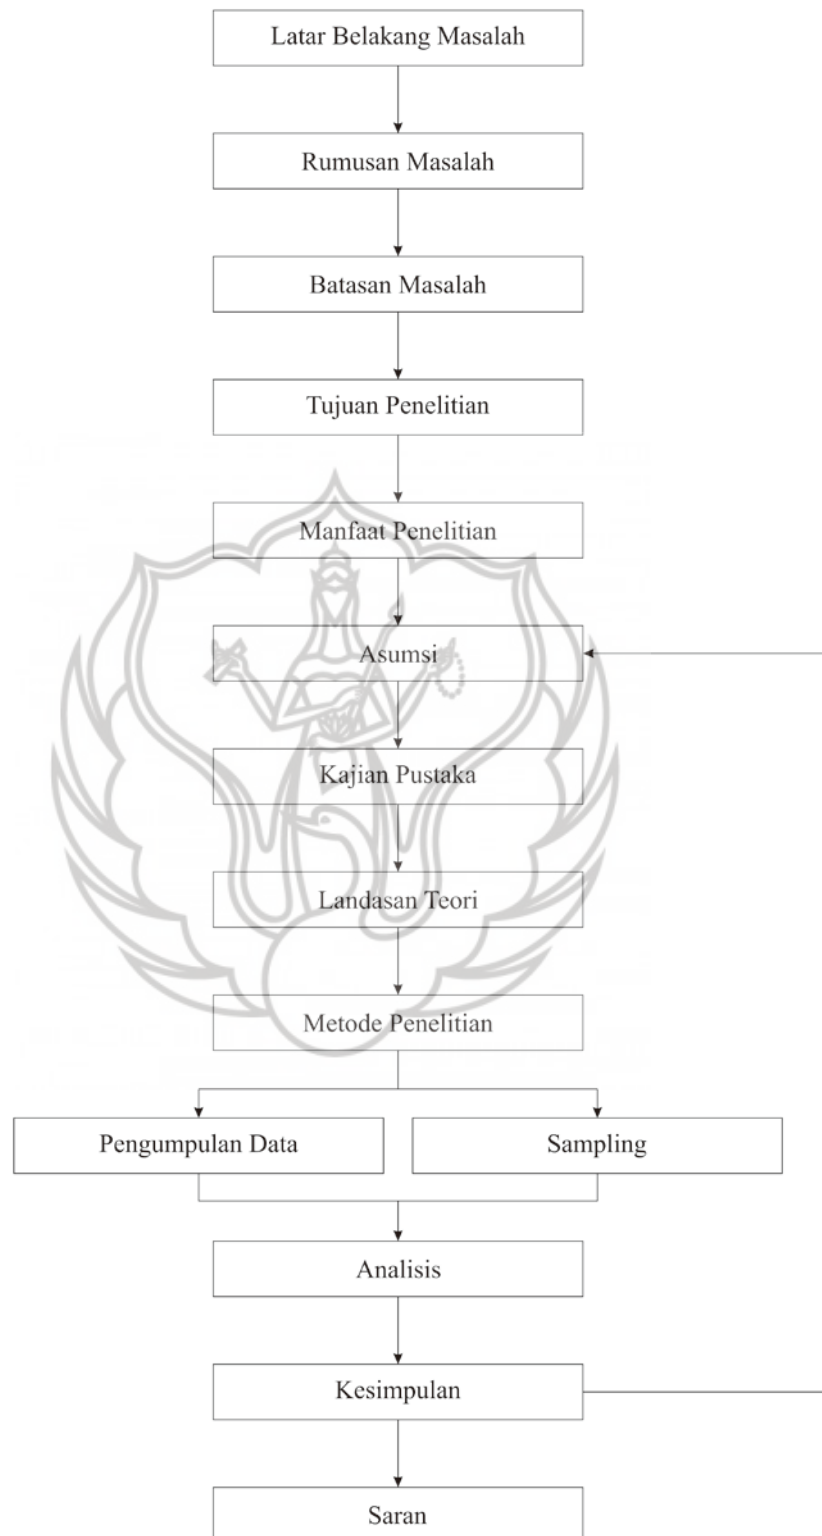 Latar Belakang Masalah
Rumusan Masalah
Batasan Masalah
Tujuan Penelitian
Manfaat Penelitian
Asumsi
Kajian Pustaka
Landasan Teori
Metode Penelitian
Pengumpulan Data
Sampling
Analisis
Kesimpulan
Saran